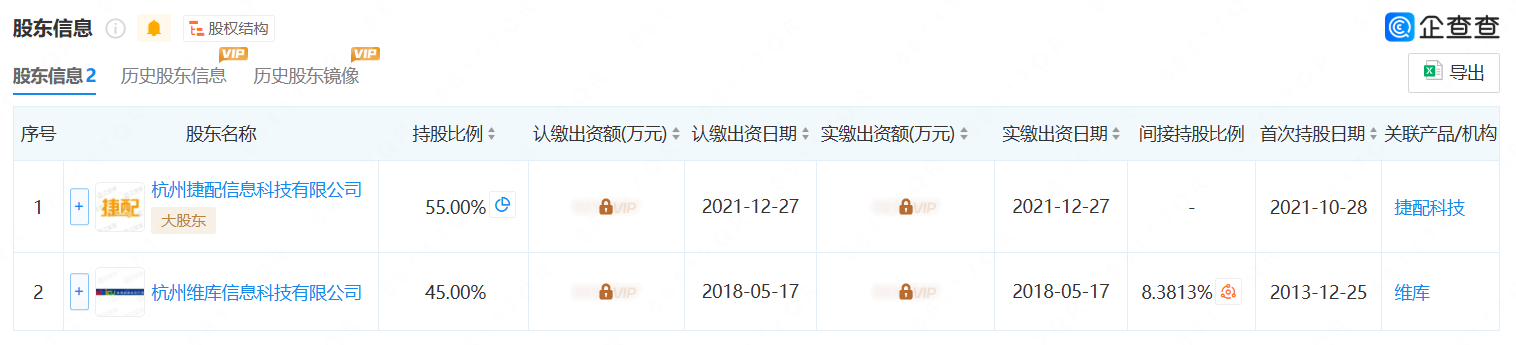 股东信息 股权结构 企查查
股东信息2 历史股东信息 VIP 历史股东镜像 VIP 导出
序号 股东名称 持股比例 认缴出资额(万元) 认缴出资日期 实缴出资额(万元) 实缴出资日期 间接持股比例 首次持股日期 关联产品/机构
1 + 捷配 杭州捷配信息科技有限公司 大股东 55.00% VIP 2021-12-27 VIP 2021-12-27 - 2021-10-28 捷配科技
2 + 杭州维库信息科技有限公司 45.00% VIP 2018-05-17 VIP 2018-05-17 8.3813% 2013-12-25 维库